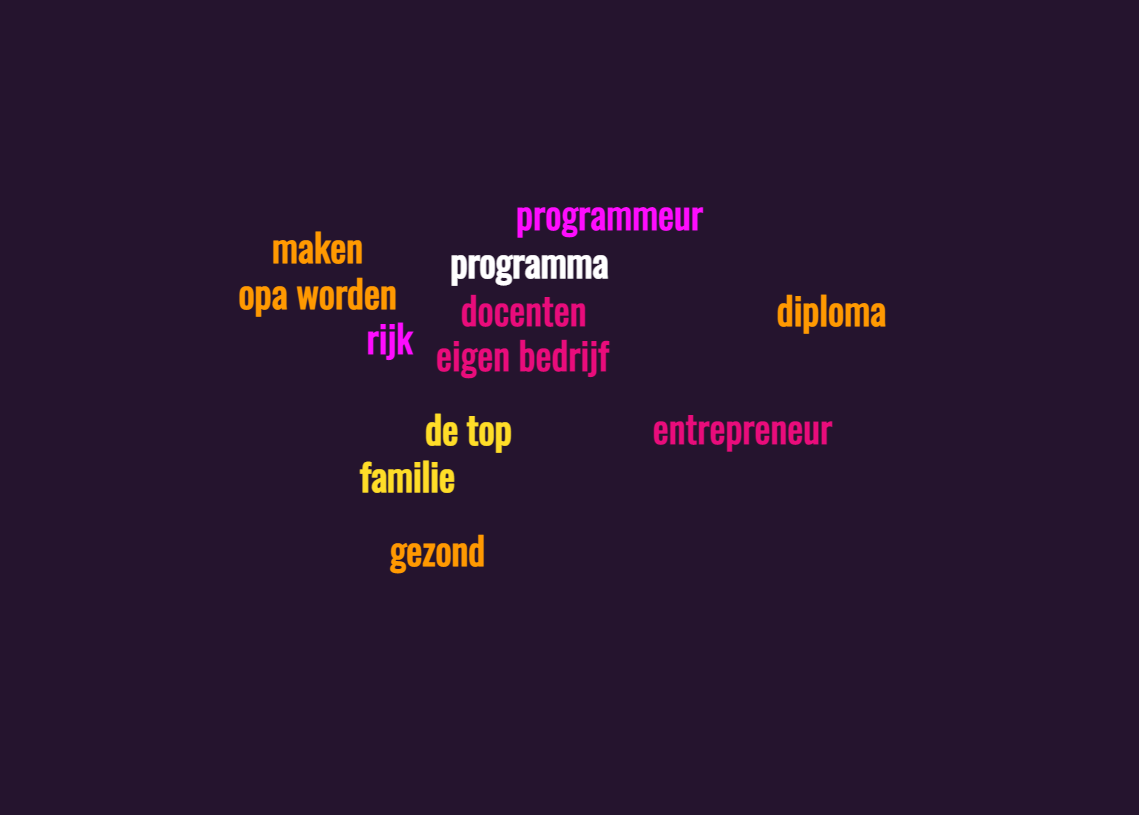 programmeur
maken
programma
opa worden
docenten
diploma
rijk
eigen bedrijf
de top
entrepreneur
familie
gezond